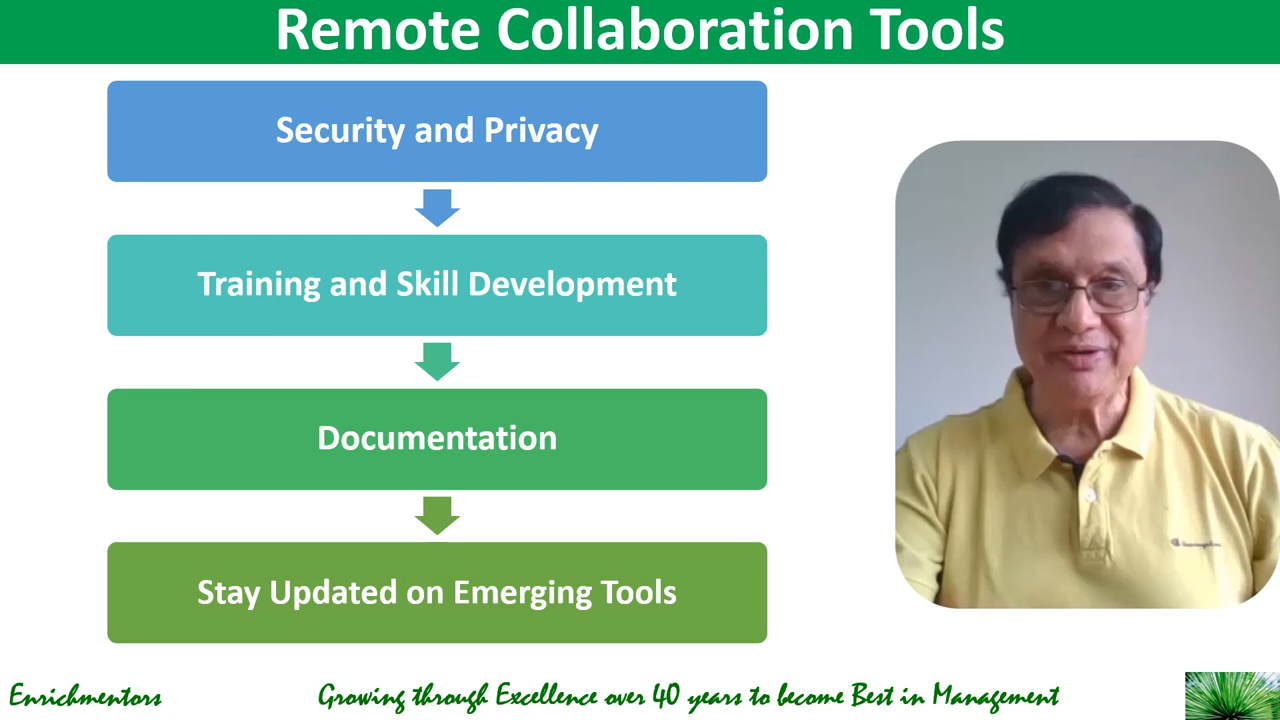 Remote Collaboration Tools
Security and Privacy
Training and Skill Development
Documentation
Stay Updated on Emerging Tools
Enrichmentors
Growing through Excellence over 40 years to become Best in Management